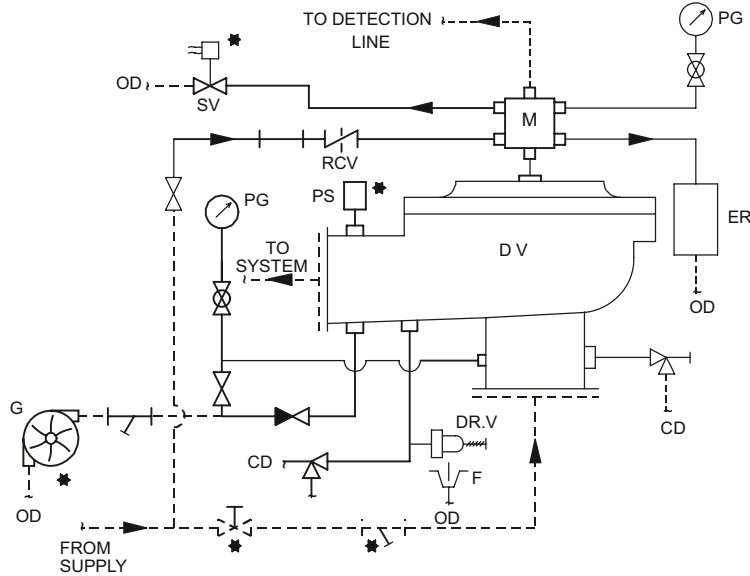 TO DETECTION
LINE
PG
OD
SV
M
RCV
PG
PS
ER
TO
SYSTEM
D V
OD
G
DR.V
CD
CD
F
OD
OD
FROM
SUPPLY